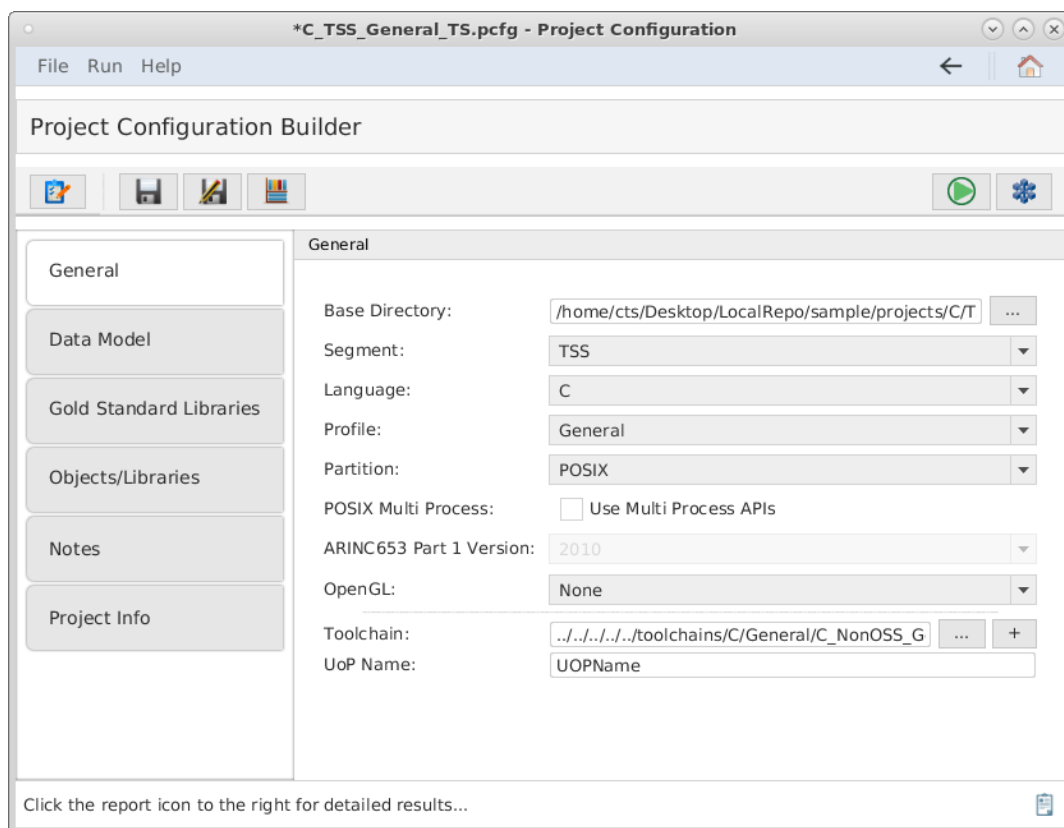 *C_TSS_General_TS.pcfg - Project Configuration
File Run Help
Project Configuration Builder
General
Data Model
Gold Standard Libraries
Objects/Libraries
Notes
Project Info
General
Base Directory: /home/cts/Desktop/LocalRepo/sample/projects/C/T ...
Segment: TSS
Language: C
Profile: General
Partition: POSIX
POSIX Multi Process: Use Multi Process APIs
ARINC653 Part 1 Version: 2010
OpenGL: None
Toolchain: ../../../../../toolchains/C/General/C_NonOSS_G ... +
UoP Name: UOPName
Click the report icon to the right for detailed results...